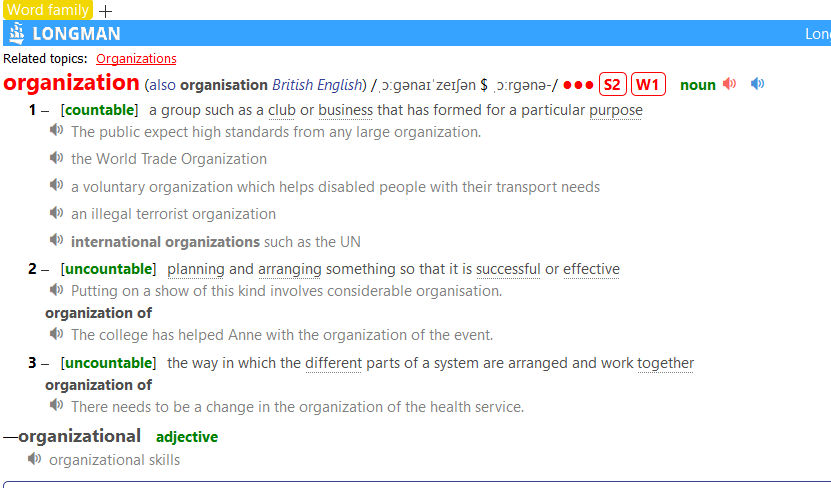 Word family +
LONGMAN Lon
Related topics: Organizations
organization (also organisation British English) /ˌɔːɡənaɪˈzeɪʃən $ ˌɔːrɡənə-/ ●●● S2 W1 noun
1 – [countable] a group such as a club or business that has formed for a particular purpose
The public expect high standards from any large organization.
the World Trade Organization
a voluntary organization which helps disabled people with their transport needs
an illegal terrorist organization
international organizations such as the UN
2 – [uncountable] planning and arranging something so that it is successful or effective
Putting on a show of this kind involves considerable organisation.
organization of
The college has helped Anne with the organization of the event.
3 – [uncountable] the way in which the different parts of a system are arranged and work together
organization of
There needs to be a change in the organization of the health service.
—organizational adjective
organizational skills